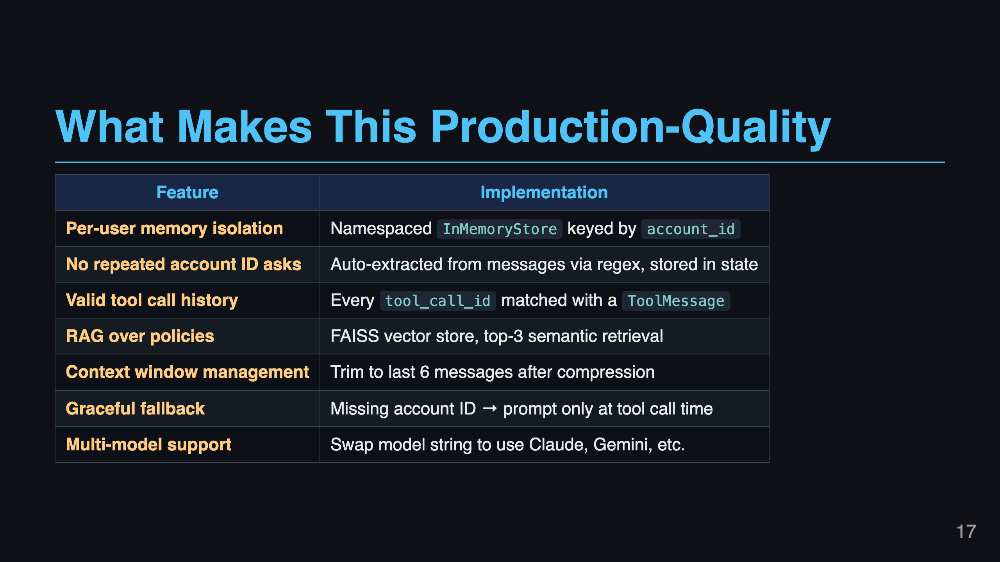 What Makes This Production-Quality
Feature Implementation
Per-user memory isolation Namespaced InMemoryStore keyed by account_id
No repeated account ID asks Auto-extracted from messages via regex, stored in state
Valid tool call history Every tool_call_id matched with a ToolMessage
RAG over policies FAISS vector store, top-3 semantic retrieval
Context window management Trim to last 6 messages after compression
Graceful fallback Missing account ID → prompt only at tool call time
Multi-model support Swap model string to use Claude, Gemini, etc.
17